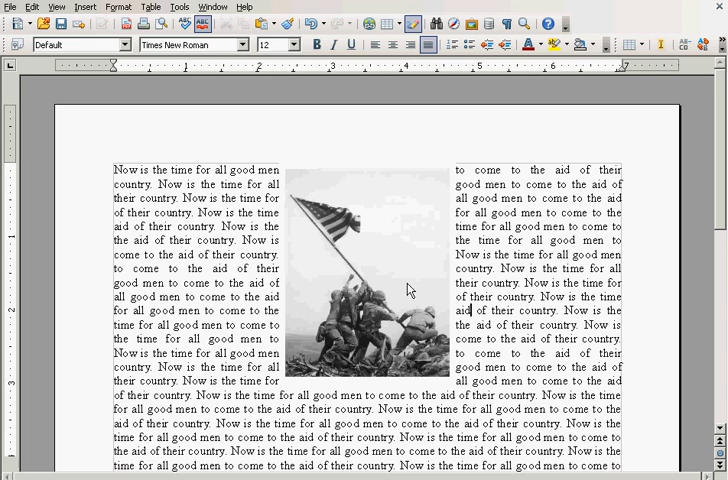 File Edit View Insert Format Table Tools Window Help
Default Times New Roman 12
1 2 3 4 5 6 7
1
2
3
Now is the time for all good men to come to the aid of their
country. Now is the time for all good men to come to the aid of
their country. Now is the time for all good men to come to the aid
of their country. Now is the time for all good men to come to the
aid of their country. Now is the time for all good men to come to
the aid of their country. Now is the time for all good men to
come to the aid of their country. Now is the time for all good men
to come to the aid of their country. Now is the time for all
good men to come to the aid of their country. Now is the time for
all good men to come to the aid of their country. Now is the time
for all good men to come to the aid of their country. Now is the
time for all good men to come to the aid of their country. Now is
the time for all good men to come to the aid of their country.
Now is the time for all good men to come to the aid of their
country. Now is the time for all good men to come to the aid of
their country. Now is the time for all good men to come to the aid
of their country. Now is the time for all good men to come to the aid of their country. Now is the time
for all good men to come to the aid of their country. Now is the time for all good men to come to the
aid of their country. Now is the time for all good men to come to the aid of their country. Now is the
time for all good men to come to the aid of their country. Now is the time for all good men to come to
the aid of their country. Now is the time for all good men to come to the aid of their country. Now is the
time for all good men to come to the aid of their country. Now is the time for all good men to come to